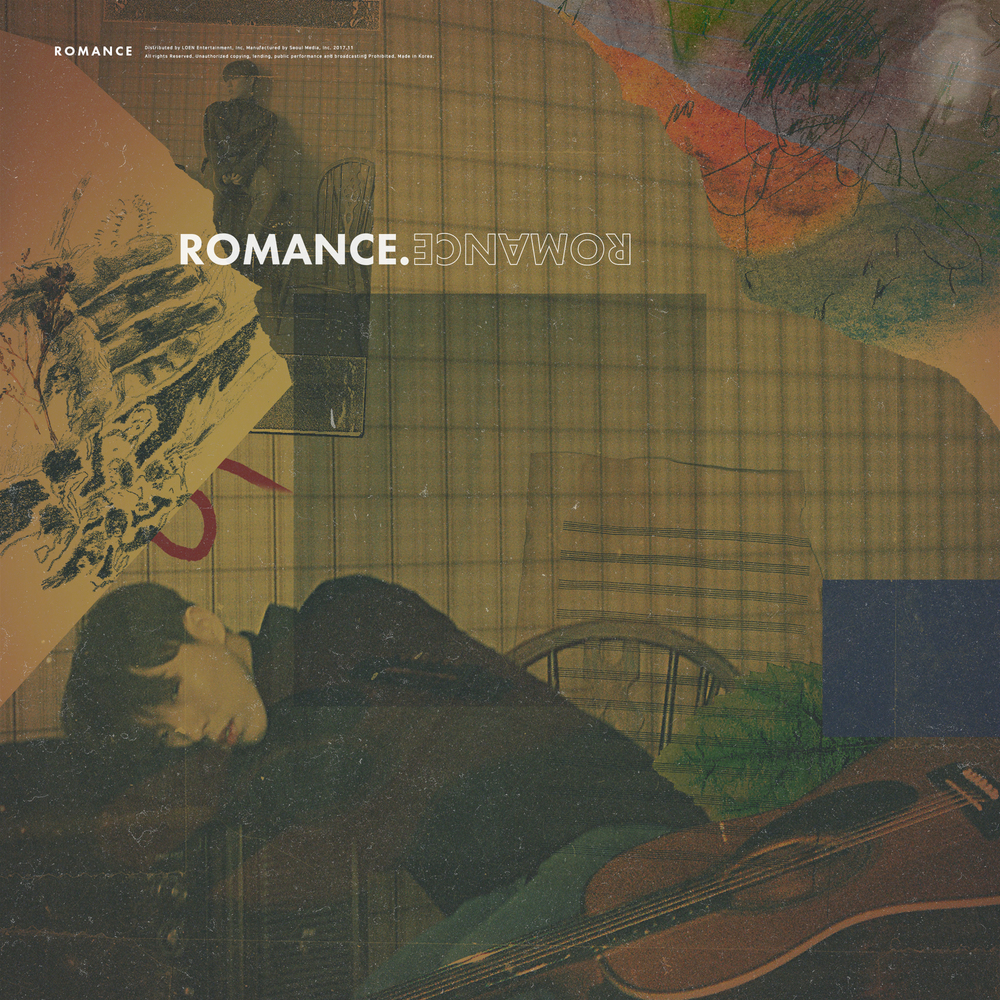 ROMANCE
Distributed by LOEN Entertainment, Inc. Manufactured by Seoul Media, Inc. 2017.11
All rights Reserved. Unauthorized copying, lending, public performance and broadcasting Prohibited. Made in Korea.
ROMANCE.ROMANCE